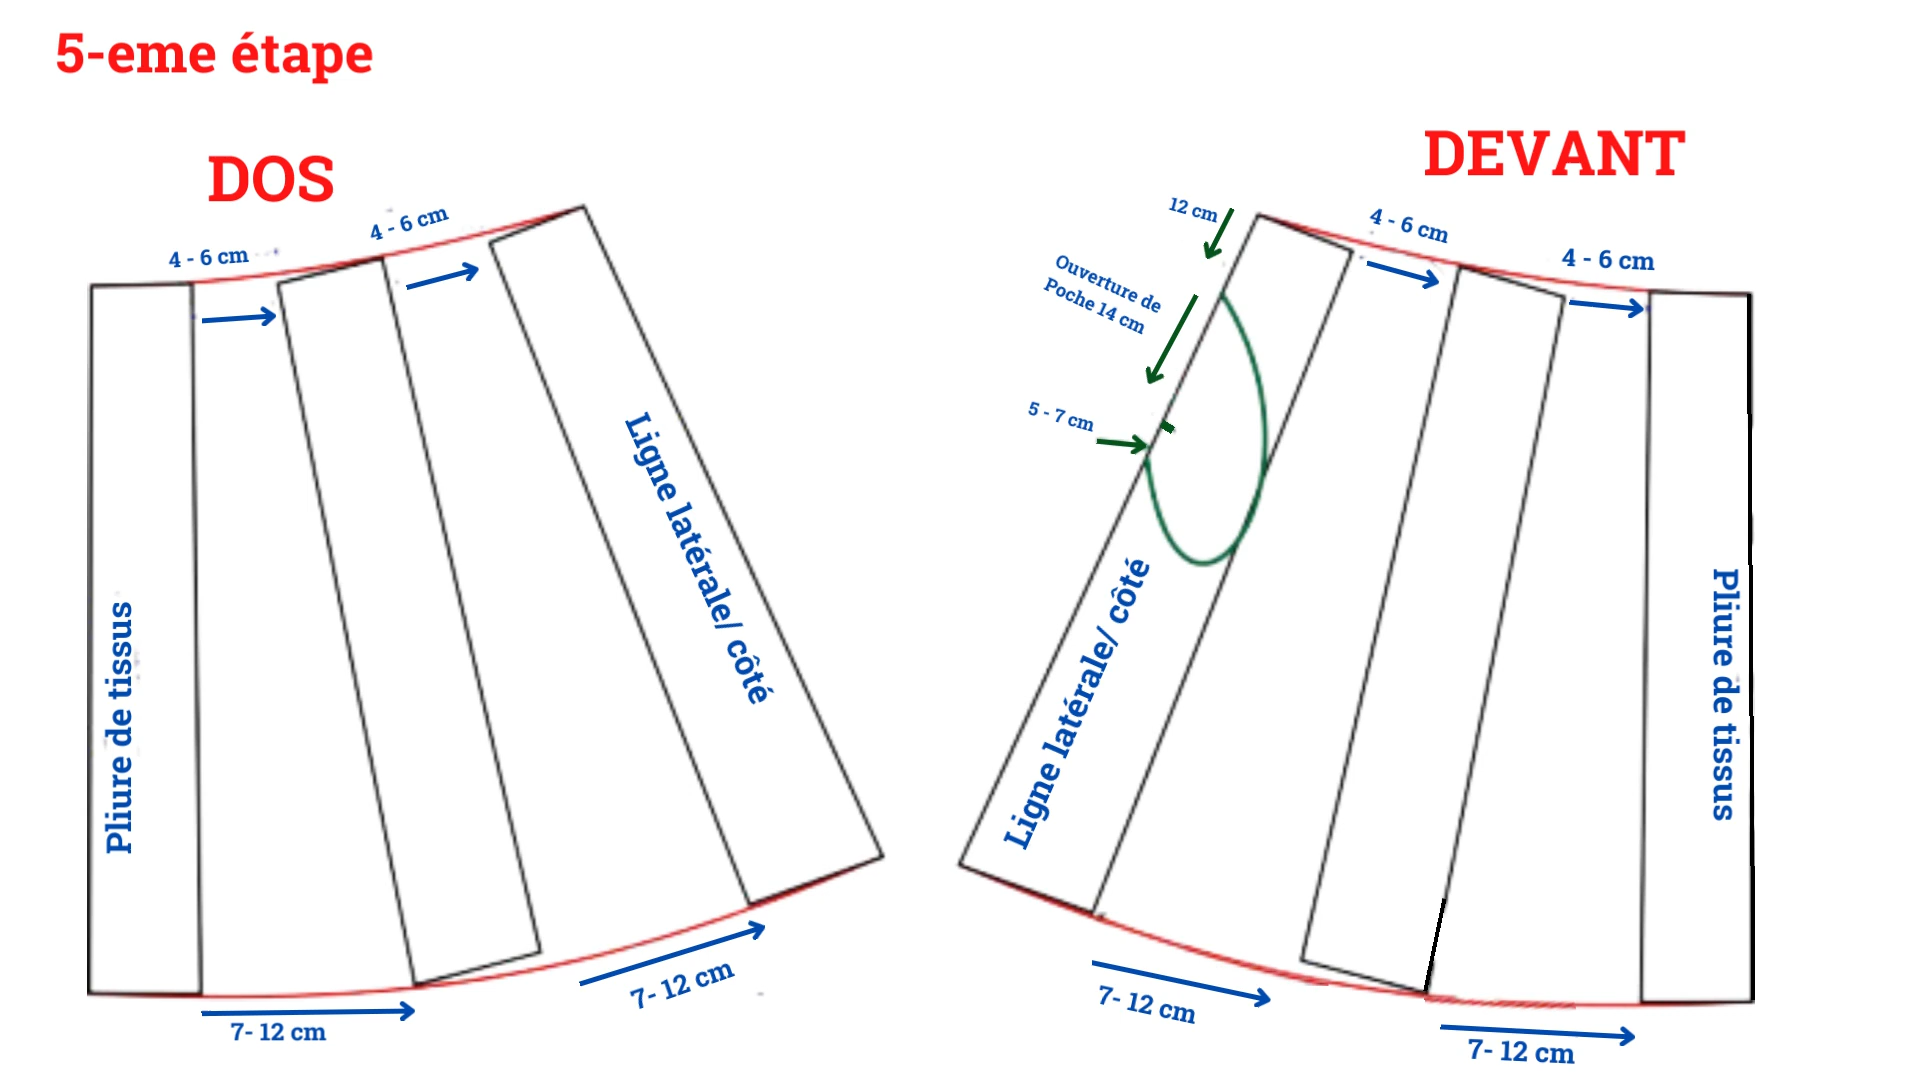 5-eme étape
DOS
DEVANT
4 - 6 cm
4 - 6 cm
Pliure de tissus
Ligne latérale/ côté
7- 12 cm
7- 12 cm
12 cm
Ouverture de
Poche 14 cm
5 - 7 cm
4 - 6 cm
4 - 6 cm
Ligne latérale/ côté
Pliure de tissus
7- 12 cm
7- 12 cm